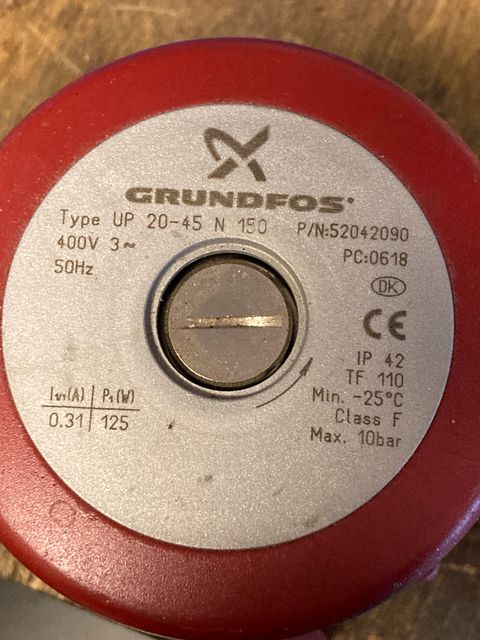 GRUNDFOS
Type UP 20-45 N 150 P/N:52042090
400V 3~ PC:0618
50Hz
DK
CE
IP 42
TF 110
Min. -25°C
Class F
Max. 10bar
I1/1(A) P1(W)
0.31 125